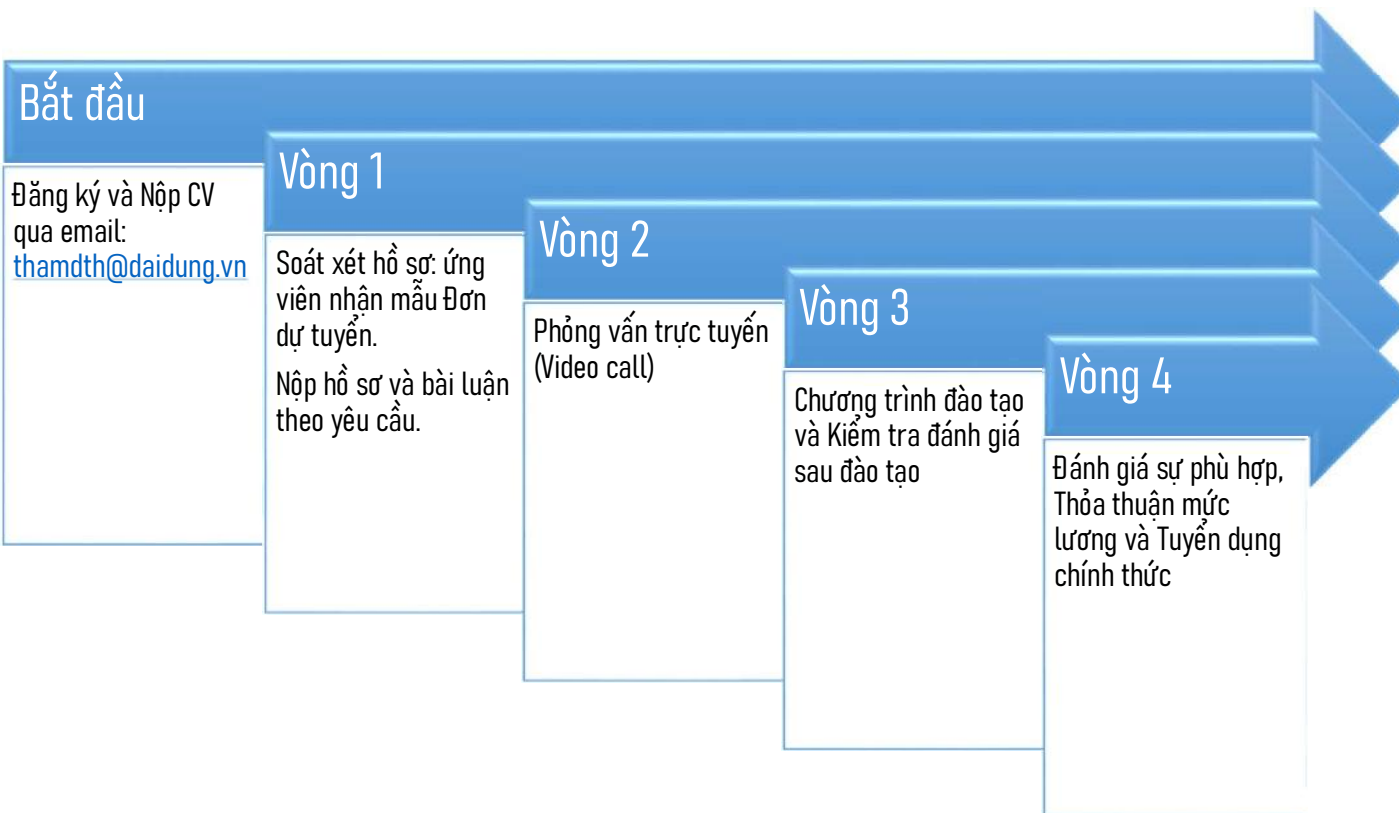 Bắt đầu
Đăng ký và Nộp CV
qua email:
thamdth@daidung.vn
Vòng 1
Soát xét hồ sơ: ứng
viên nhận mẫu Đơn
dự tuyển.
Nộp hồ sơ và bài luận
theo yêu cầu.
Vòng 2
Phỏng vấn trực tuyến
(Video call)
Vòng 3
Chương trình đào tạo
và Kiểm tra đánh giá
sau đào tạo
Vòng 4
Đánh giá sự phù hợp,
Thỏa thuận mức
lương và Tuyển dụng
chính thức